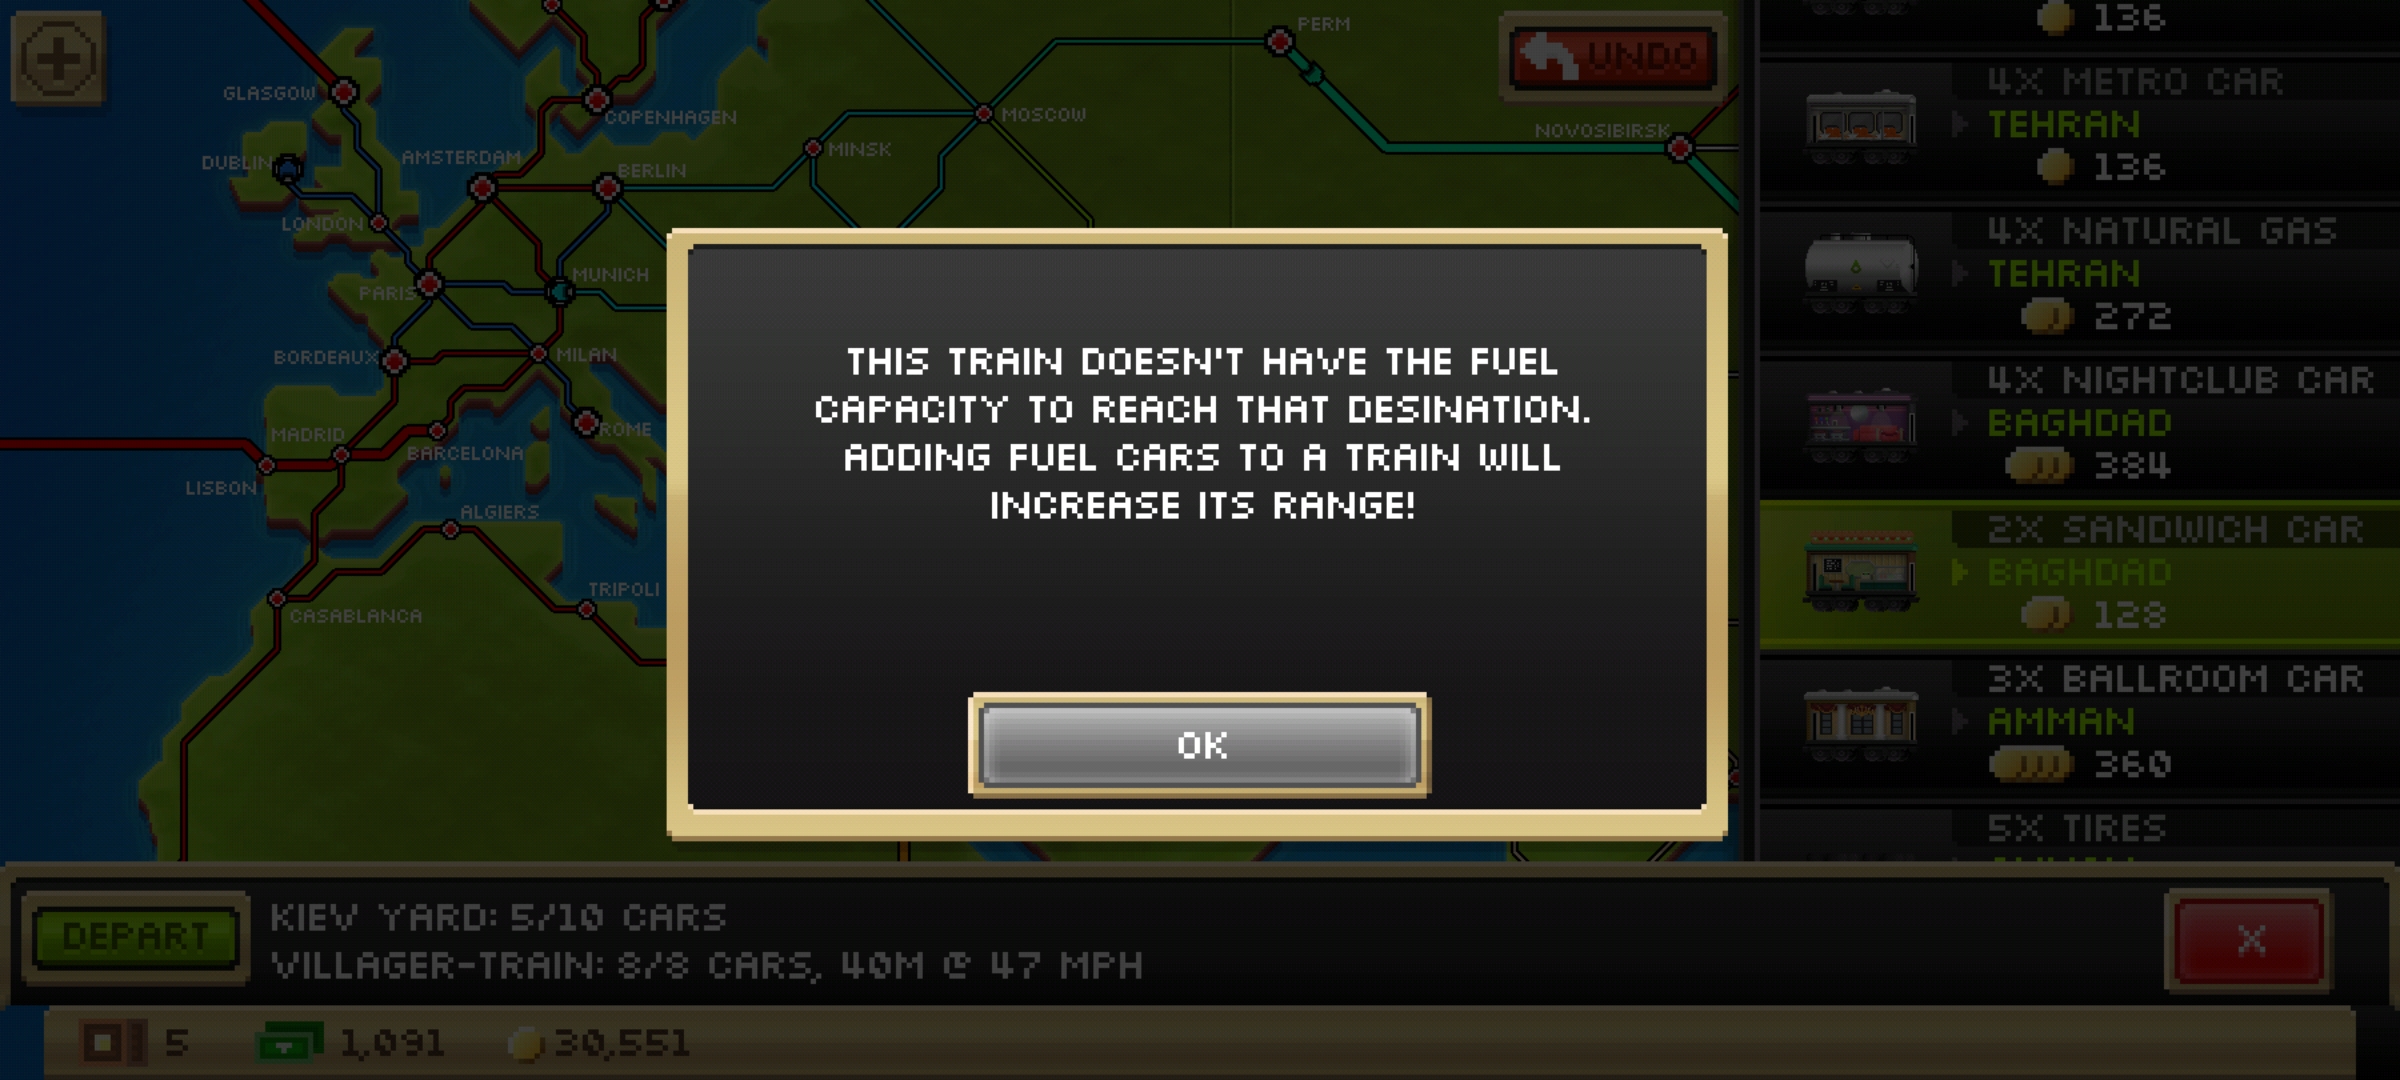 PERM
UNDO
136
GLASGOW
COPENHAGEN
MOSCOW
4X METRO CAR
TEHRAN
136
DUBLIN
AMSTERDAM
BERLIN
MINSK
NOVOSIBIRSK
LONDON
4X NATURAL GAS
TEHRAN
272
PARIS
MUNICH
BORDEAUX
MILAN
4X NIGHTCLUB CAR
BAGHDAD
384
MADRID
ROME
BARCELONA
LISBON
ALGIERS
2X SANDWICH CAR
BAGHDAD
128
TRIPOLI
CASABLANCA
3X BALLROOM CAR
AMMAN
360
5X TIRES
THIS TRAIN DOESN'T HAVE THE FUEL
CAPACITY TO REACH THAT DESINATION.
ADDING FUEL CARS TO A TRAIN WILL
INCREASE ITS RANGE!
OK
DEPART
KIEV YARD: 5/10 CARS
VILLAGER-TRAIN: 8/8 CARS, 40M @ 47 MPH
X
5
1,091
30,551